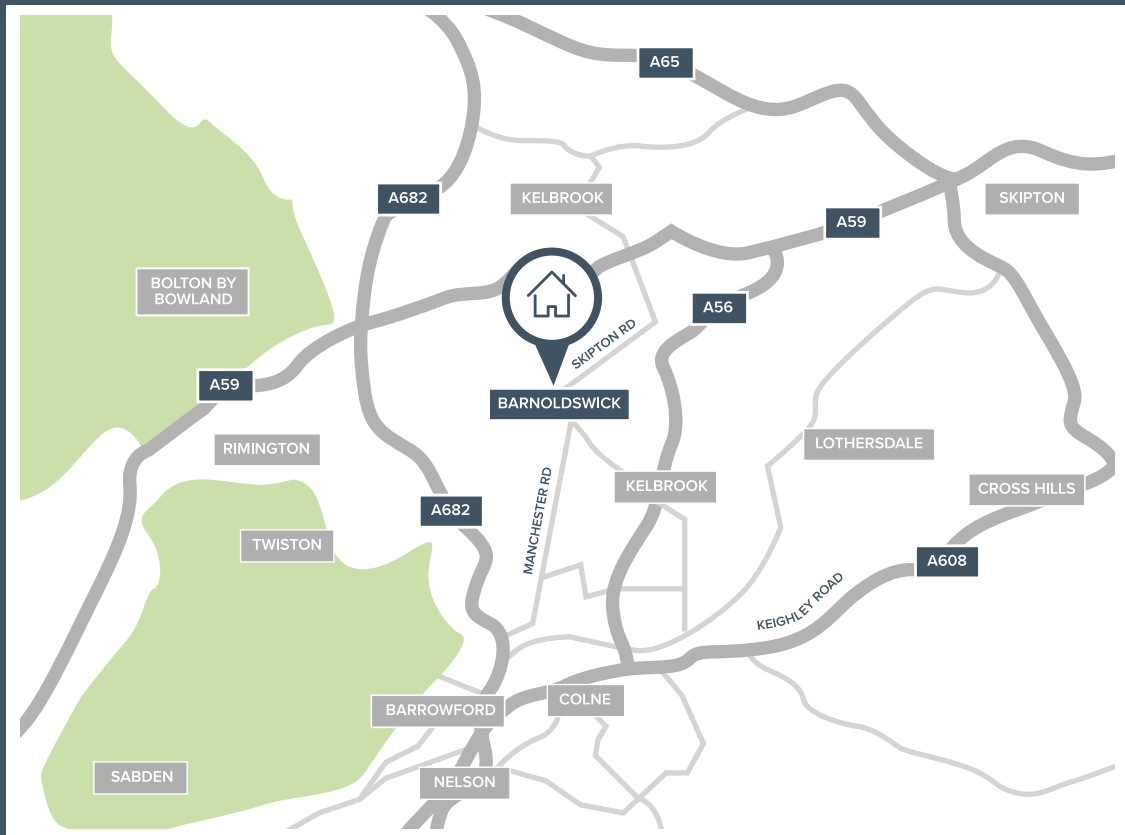 A65
A682
KELBROOK
SKIPTON
A59
BOLTON BY
BOWLAND
A56
SKIPTON RD
A59
BARNOLDSWICK
RIMINGTON
LOTHERSDALE
MANCHESTER RD
KELBROOK
CROSS HILLS
A682
TWISTON
A608
KEIGHLEY ROAD
COLNE
BARROWFORD
SABDEN
NELSON